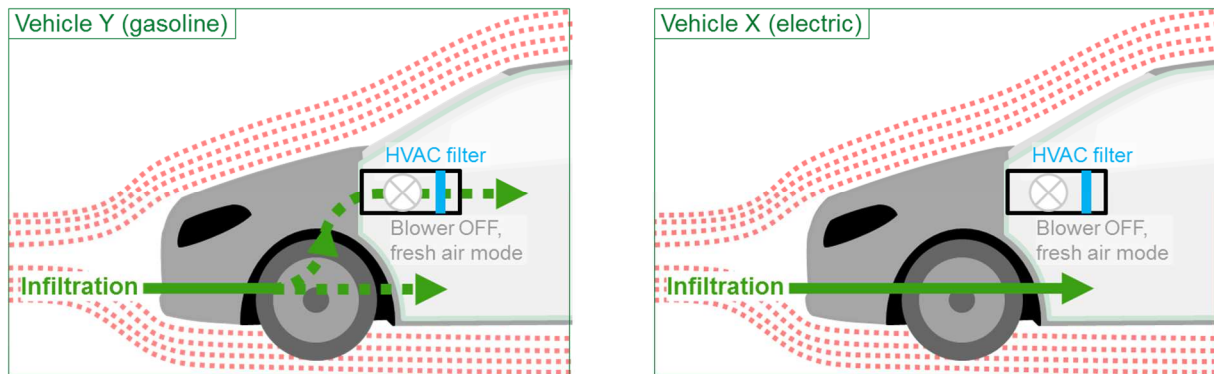 Vehicle Y (gasoline)
HVAC filter
Blower OFF,
fresh air mode
Infiltration
Vehicle X (electric)
HVAC filter
Blower OFF,
fresh air mode
Infiltration